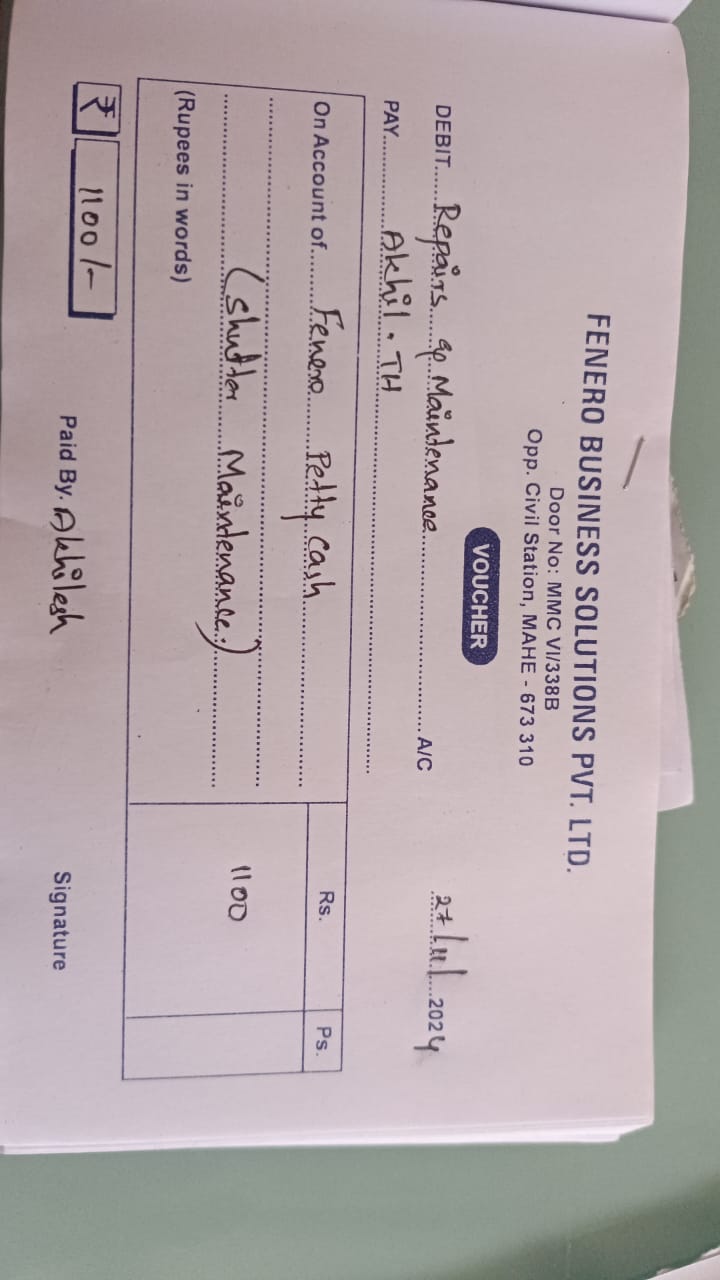 FENERO BUSINESS SOLUTIONS PVT. LTD.
Door No: MMC VI/338B
Opp. Civil Station, MAHE - 673 310
VOUCHER
27/11/2024
DEBIT Repairs & Maintenance A/C
PAY Akhil . TH
Rs. Ps.
On Account of Fenero Petty Cash
(Shutter Maintenance.) 1100
(Rupees in words)
₹ 1100/- Paid By. Akhilesh Signature